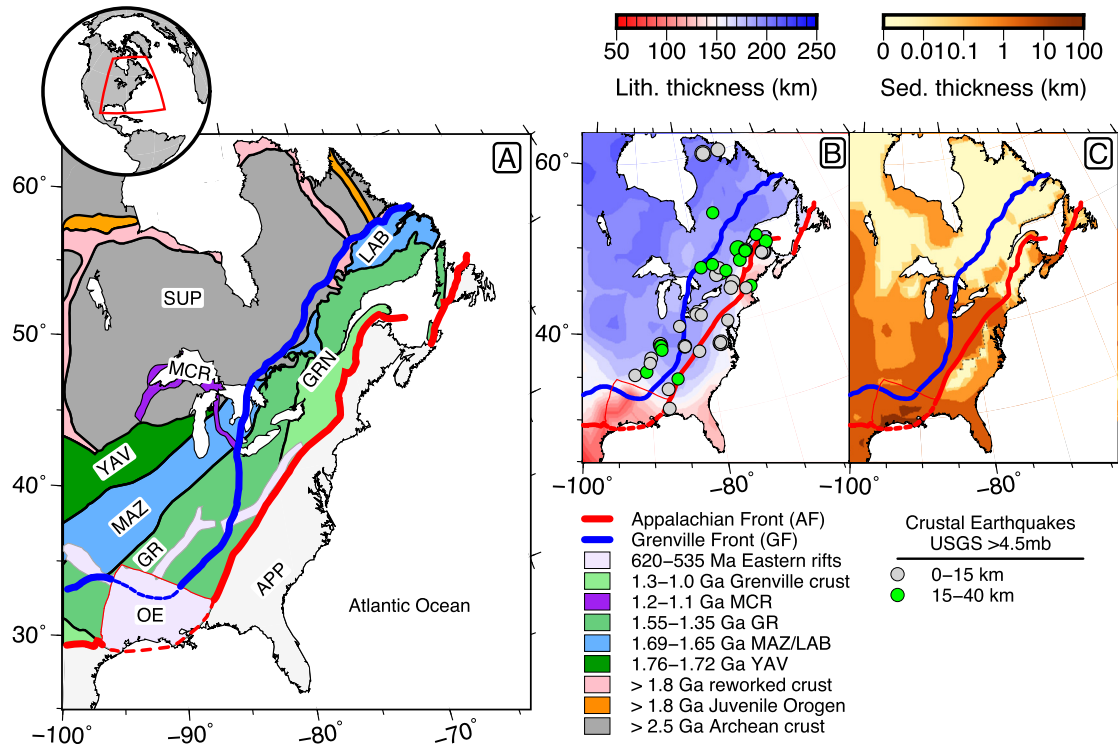 50 100 150 200 250
Lith. thickness (km)
0 0.010 0.1 1 10 100
Sed. thickness (km)
A
B
C
60°
50°
40°
30°
−100° −90° −80° −70°
SUP
LAB
MCR
GRN
YAV
MAZ
GR
APP
OE
Atlantic Ocean
60°
40°
−100° −80°
−100° −80°
Appalachian Front (AF)
Grenville Front (GF)
620−535 Ma Eastern rifts
1.3−1.0 Ga Grenville crust
1.2−1.1 Ga MCR
1.55−1.35 Ga GR
1.69−1.65 Ga MAZ/LAB
1.76−1.72 Ga YAV
> 1.8 Ga reworked crust
> 1.8 Ga Juvenile Orogen
> 2.5 Ga Archean crust
Crustal Earthquakes
USGS >4.5mb
0−15 km
15−40 km